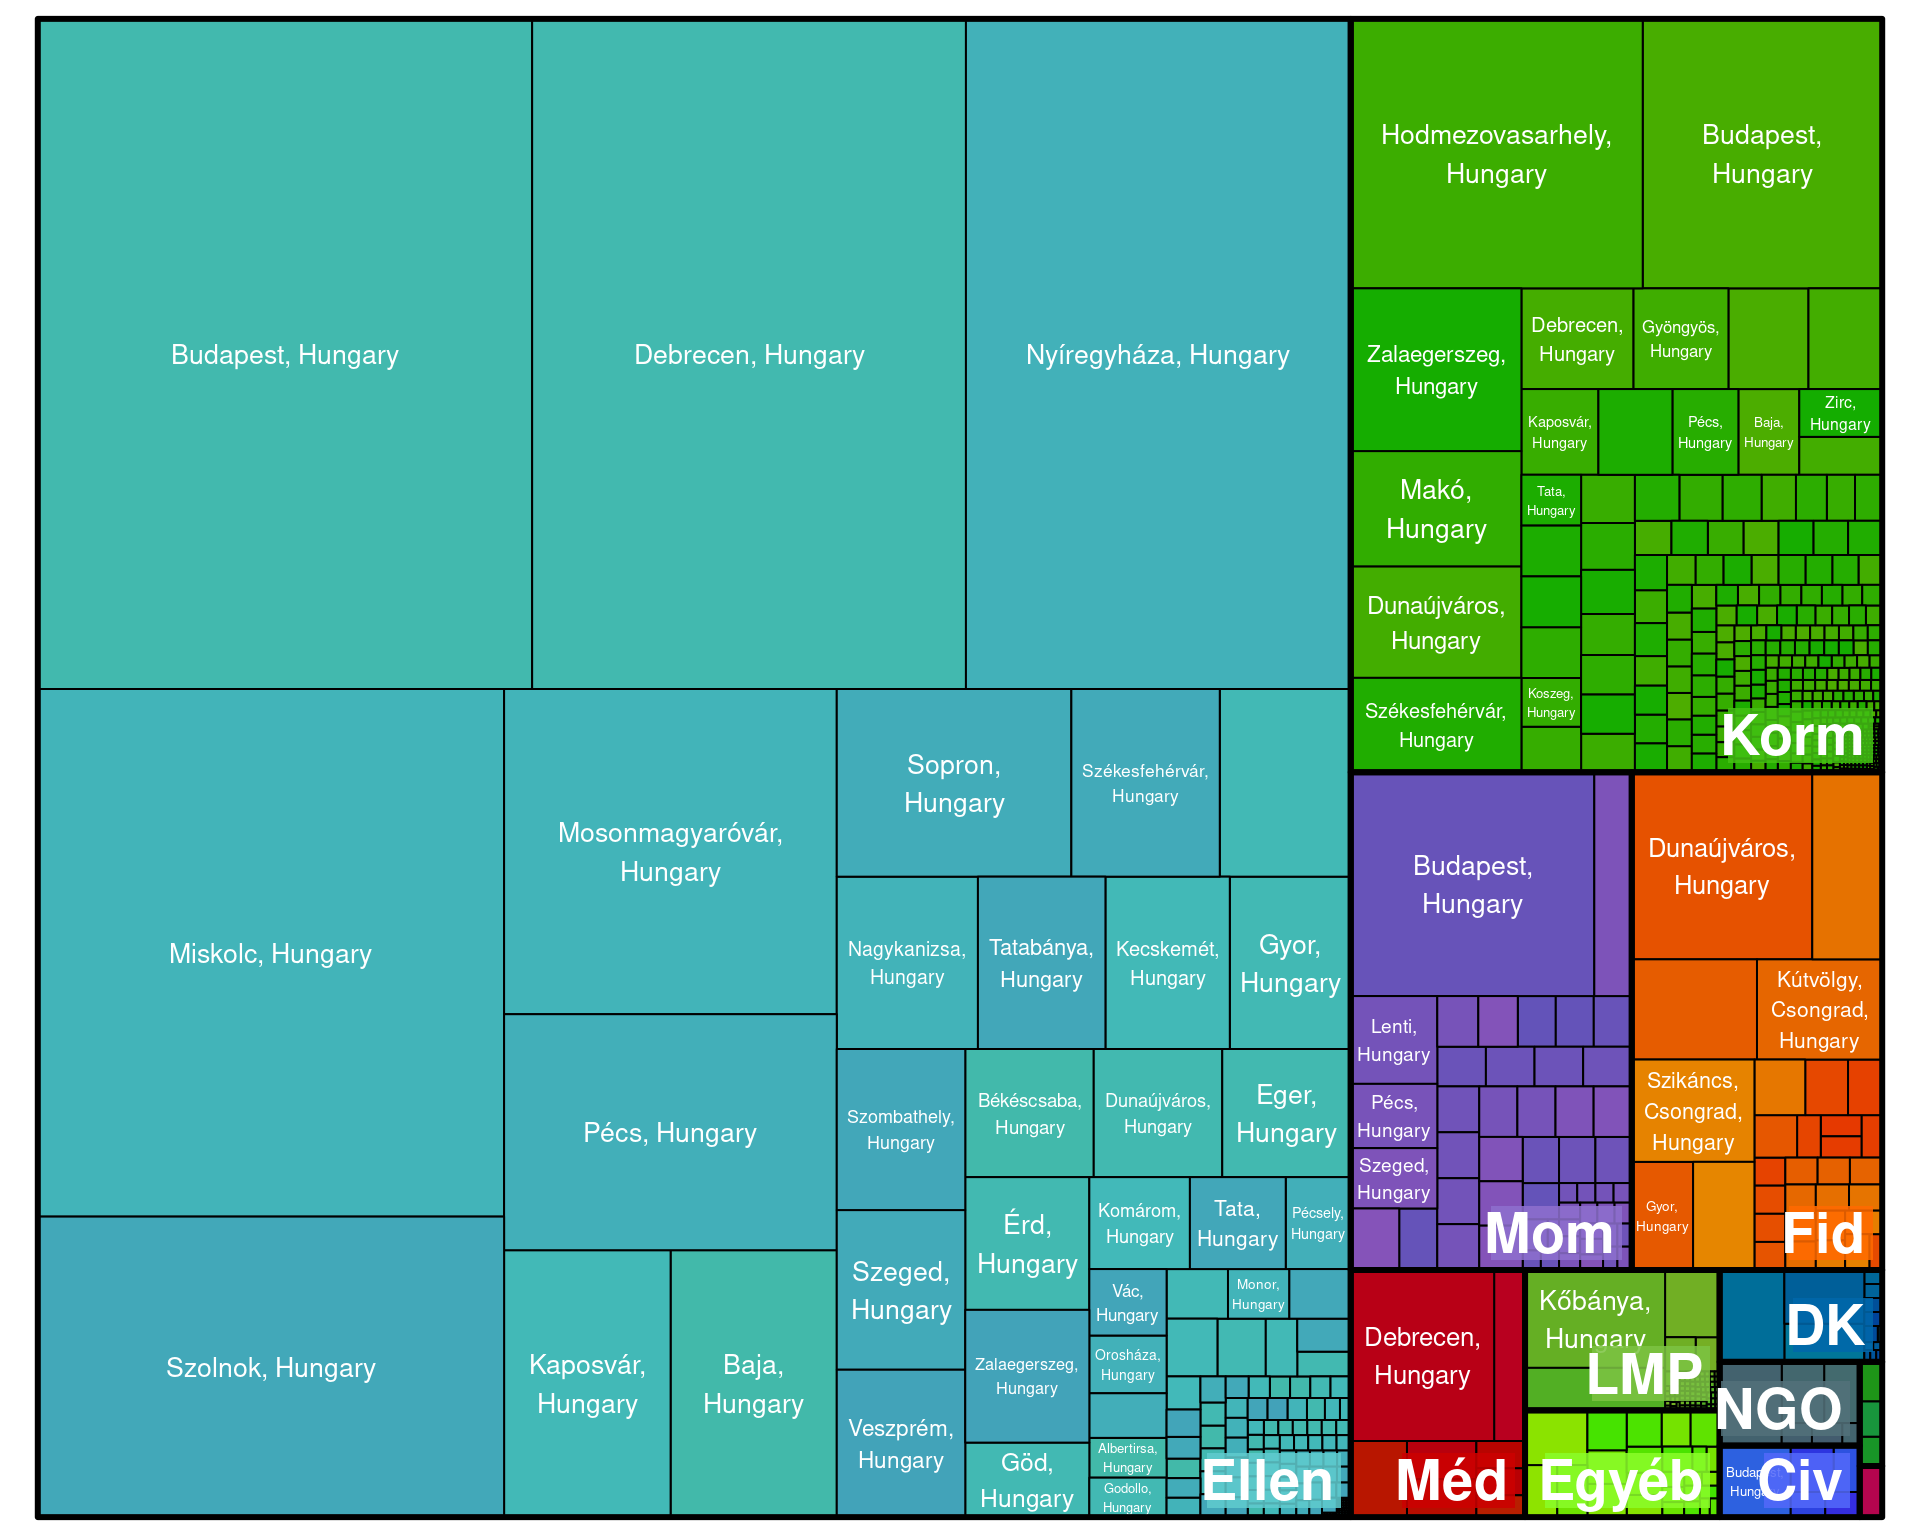 Budapest, Hungary
Debrecen, Hungary
Nyíregyháza, Hungary
Miskolc, Hungary
Szolnok, Hungary
Mosonmagyaróvár,
Hungary
Pécs, Hungary
Kaposvár,
Hungary
Baja,
Hungary
Sopron,
Hungary
Székesfehérvár,
Hungary
Nagykanizsa,
Hungary
Tatabánya,
Hungary
Kecskemét,
Hungary
Gyor,
Hungary
Szombathely,
Hungary
Szeged,
Hungary
Veszprém,
Hungary
Békéscsaba,
Hungary
Dunaújváros,
Hungary
Eger,
Hungary
Érd,
Hungary
Zalaegerszeg,
Hungary
Göd,
Hungary
Komárom,
Hungary
Tata,
Hungary
Pécsely,
Hungary
Vác,
Hungary
Monor,
Hungary
Orosháza,
Hungary
Albertirsa,
Hungary
Godollo,
Hungary
Ellen
Hodmezovasarhely,
Hungary
Budapest,
Hungary
Zalaegerszeg,
Hungary
Makó,
Hungary
Dunaújváros,
Hungary
Székesfehérvár,
Hungary
Debrecen,
Hungary
Gyöngyös,
Hungary
Kaposvár,
Hungary
Pécs,
Hungary
Baja,
Hungary
Zirc,
Hungary
Tata,
Hungary
Koszeg,
Hungary
Korm
Budapest,
Hungary
Lenti,
Hungary
Pécs,
Hungary
Szeged,
Hungary
Mom
Dunaújváros,
Hungary
Kútvölgy,
Csongrad,
Hungary
Szikáncs,
Csongrad,
Hungary
Gyor,
Hungary
Fid
Debrecen,
Hungary
Méd
Kőbánya,
Hungary
LMP
Egyéb
DK
NGO
Budapest,
Hungary
Civ